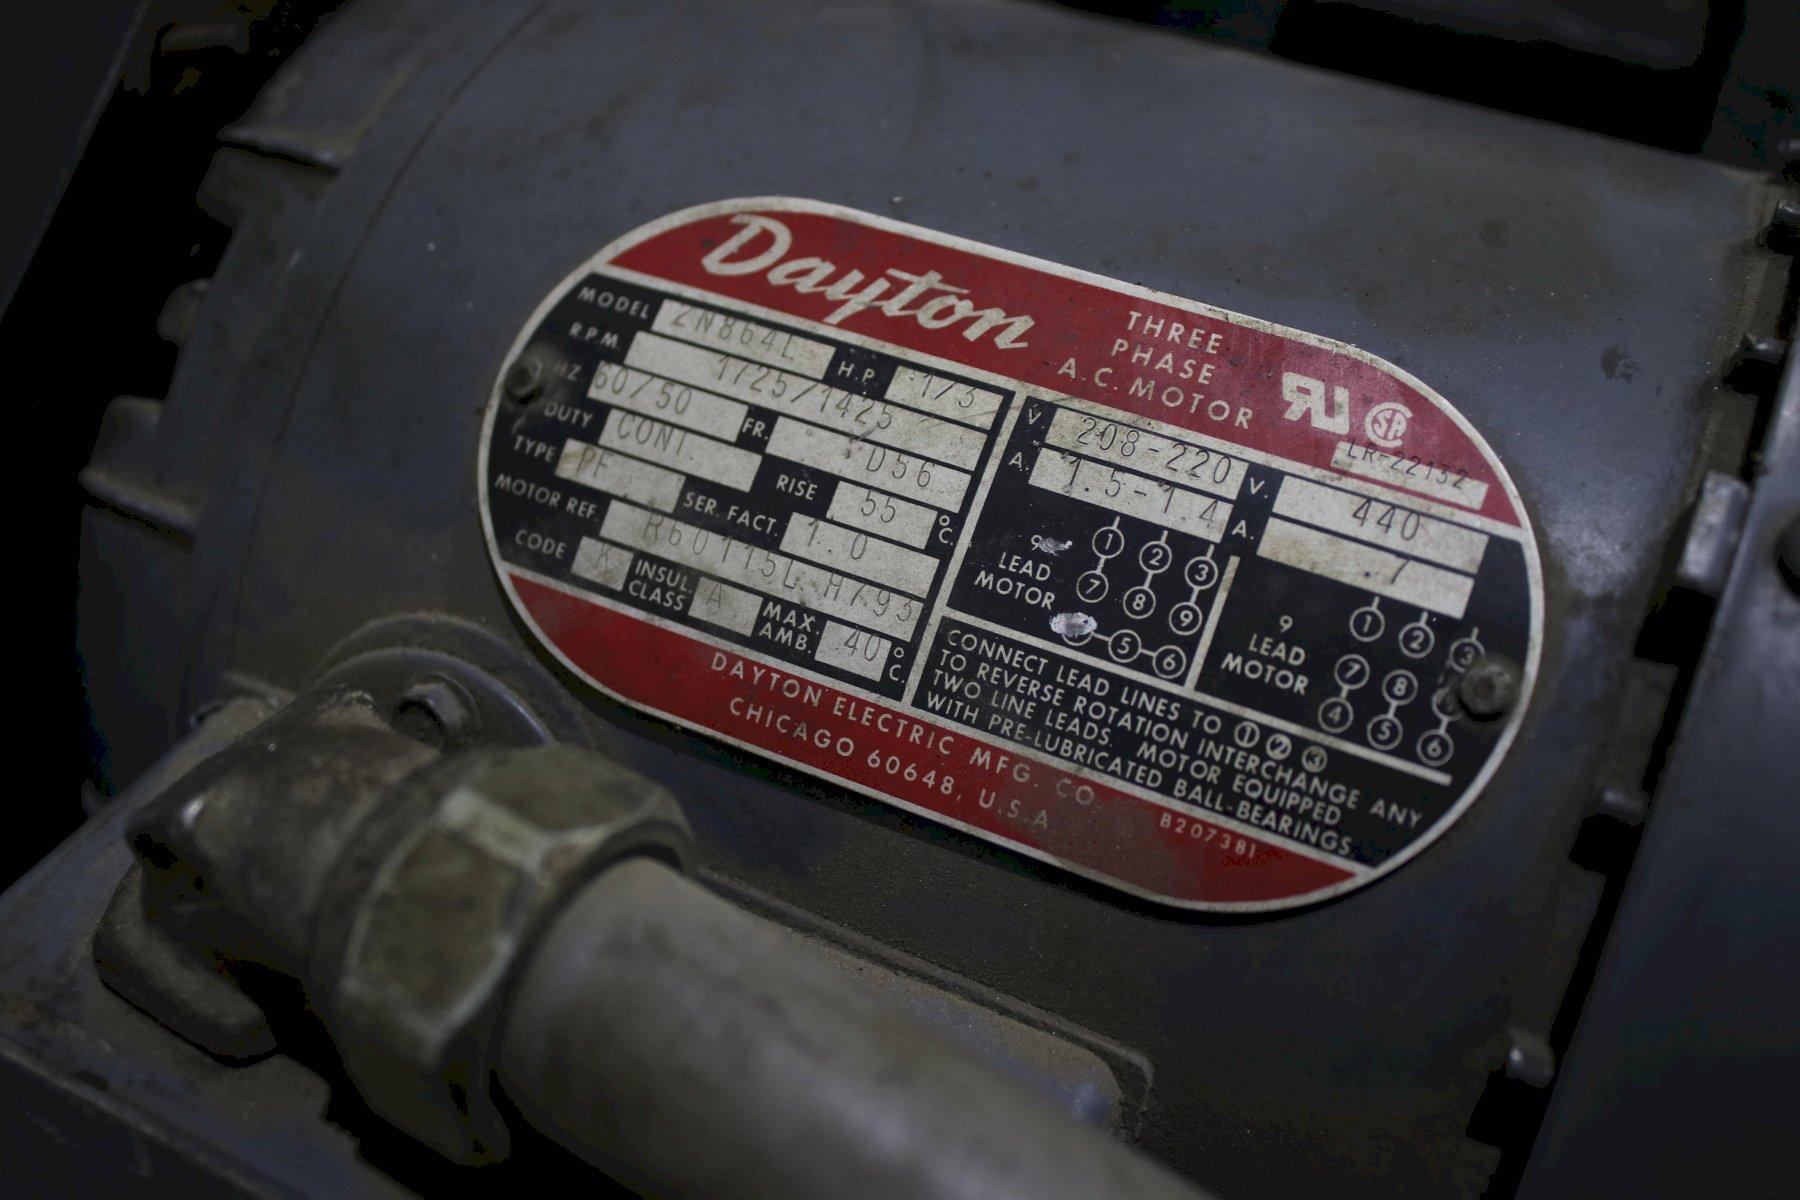 Dayton
THREE
PHASE
A.C. MOTOR
LR-22132
MODEL 2N864L H.P. 1/3
R.P.M. 1725/1425
HZ 60/50 FR. D56
DUTY CONT RISE 55 °C.
TYPE PF SER. FACT. 1.0
MOTOR REF. R60115L H793
CODE K INSUL. CLASS A MAX. AMB. 40 °C.
V. 208-220 V. 440
A. 1.5-1.4 A. .7
9 LEAD MOTOR
1 2 3
7 8 9
5 6
9 LEAD MOTOR
1 2 3
7 8
4 5 6
CONNECT LEAD LINES TO 1 2 3
TO REVERSE ROTATION INTERCHANGE ANY
TWO LINE LEADS. MOTOR EQUIPPED
WITH PRE-LUBRICATED BALL-BEARINGS.
DAYTON ELECTRIC MFG. CO.
CHICAGO 60648, U.S.A
B207381